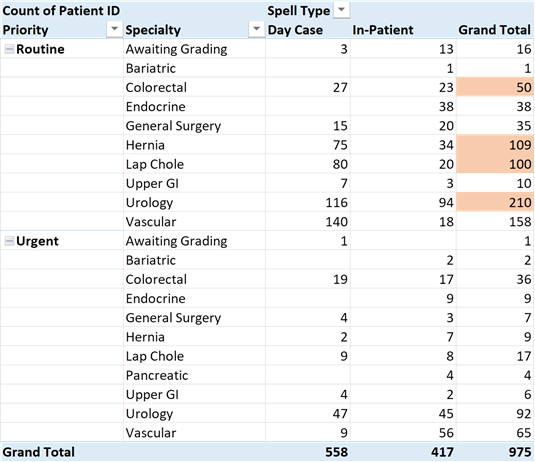 Count of Patient ID Spell Type
Priority Specialty Day Case In-Patient Grand Total
Routine Awaiting Grading 3 13 16
Bariatric 1 1
Colorectal 27 23 50
Endocrine 38 38
General Surgery 15 20 35
Hernia 75 34 109
Lap Chole 80 20 100
Upper GI 7 3 10
Urology 116 94 210
Vascular 140 18 158
Urgent Awaiting Grading 1 1
Bariatric 2 2
Colorectal 19 17 36
Endocrine 9 9
General Surgery 4 3 7
Hernia 2 7 9
Lap Chole 9 8 17
Pancreatic 4 4
Upper GI 4 2 6
Urology 47 45 92
Vascular 9 56 65
Grand Total 558 417 975